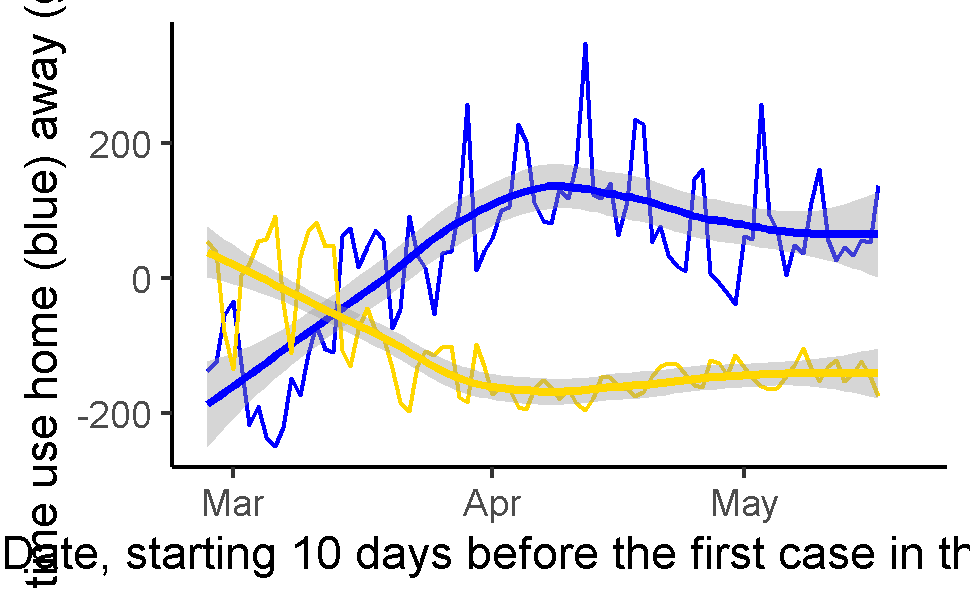 time use home (blue) away (
200
0
-200
Mar Apr May
Date, starting 10 days before the first case in th